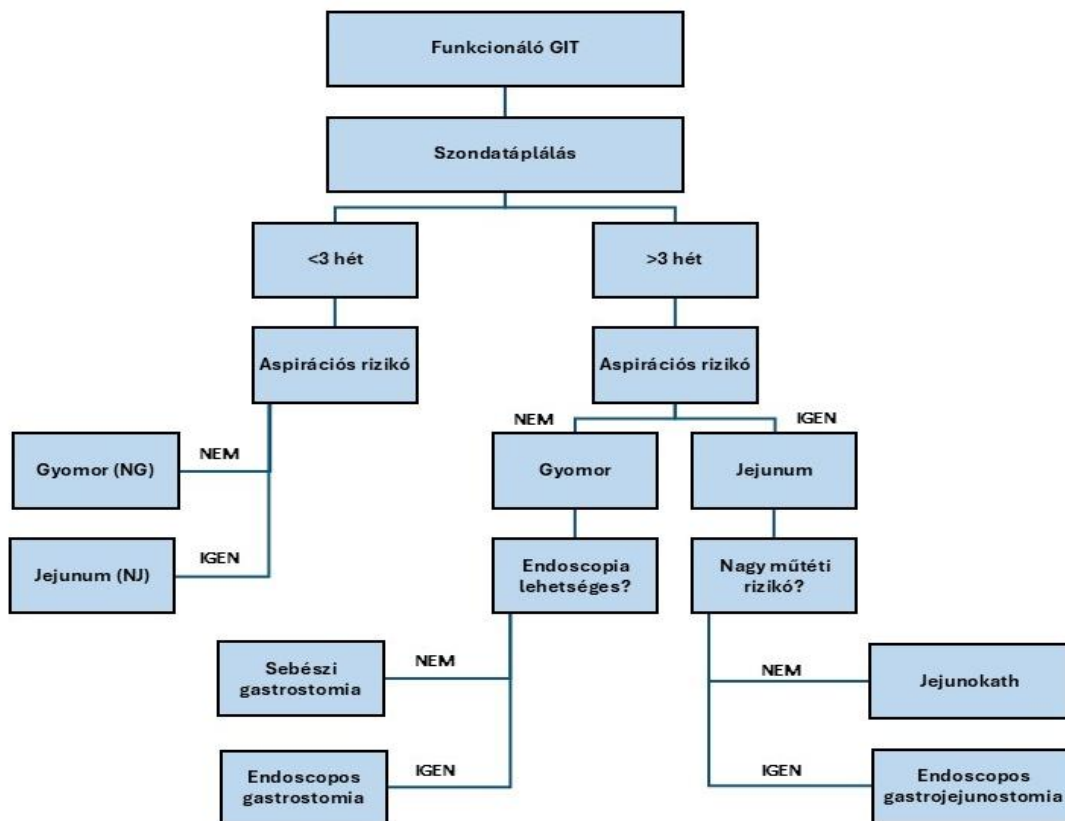 Funkcionáló GIT
Szondatáplálás
<3 hét
>3 hét
Aspirációs rizikó
Aspirációs rizikó
NEM
IGEN
Gyomor (NG)
NEM
Gyomor
Jejunum
Jejunum (NJ)
IGEN
Endoscopia
lehetséges?
Nagy műtéti
rizikó?
Sebészi
gastrostomia
NEM
NEM
Jejunokath
Endoscopos
gastrostomia
IGEN
IGEN
Endoscopos
gastrojejunostomia